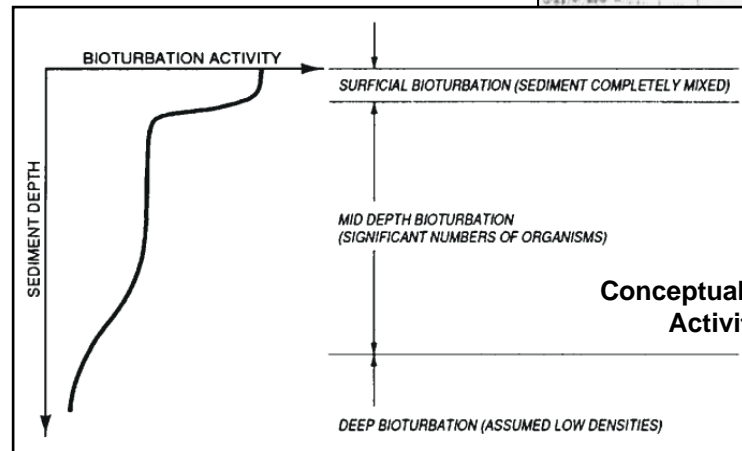 BIOTURBATION ACTIVITY
SURFICIAL BIOTURBATION (SEDIMENT COMPLETELY MIXED)
SEDIMENT DEPTH
MID DEPTH BIOTURBATION
(SIGNIFICANT NUMBERS OF ORGANISMS)
Conceptual
DEEP BIOTURBATION (ASSUMED LOW DENSITIES)